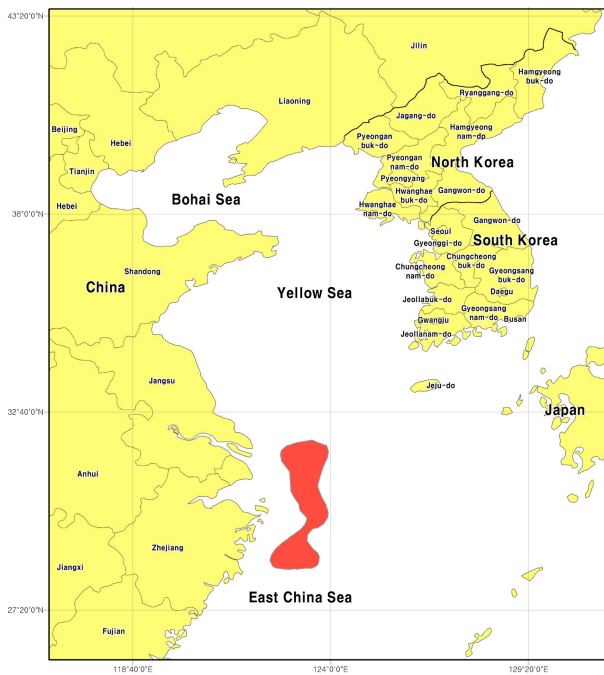 43°20'0"N
Jilin
Hamgyeong
buk-do
Ryanggang-do
Liaoning
Jagang-do
Beijing
Hebei
Pyeongan
buk-do
Hamgyeong
nam-dp
Tianjin
Pyeongan
nam-do
North Korea
Pyeongyang
Hwanghae
buk-do
Gangwon-do
Bohai Sea
Hebei
Hwanghae
nam-do
38°0'0"N
Gangwon-do
Seoul
South Korea
Gyeonggi-do
Chungcheong
buk-do
Shandong
Chungcheong
nam-do
Gyeongsang
buk-do
China
Yellow Sea
Daegu
Jeollabuk-do
Gyeongsang
nam-do
Gwangju
Busan
Jeollanam-do
Jangsu
Jeju-do
Japan
32°40'0"N
Anhui
Zhejiang
Jiangxi
East China Sea
27°20'0"N
Fujian
118°40'0"E
124°0'0"E
129°20'0"E